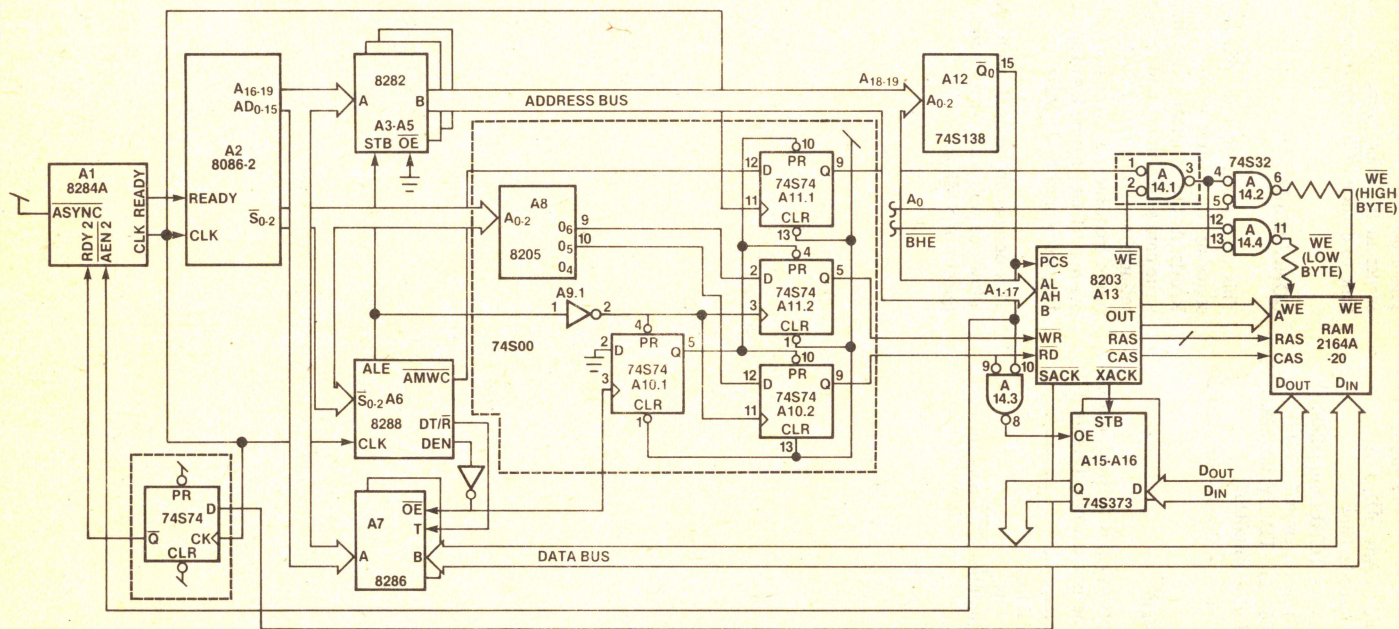 A1
8284A
ASYNC
RDY 2
AEN 2
CLK
READY
A2
8086-2
A16-19
AD0-15
READY
S0-2
CLK
8282
A
B
A3-A5
STB
OE
ADDRESS BUS
A8
A0-2
8205
O6
9
O5
10
O4
74S00
A9.1
1
2
ALE
S0-2
A6
8288
AMWC
DT/R
DEN
CLK
A7
OE
T
A
B
8286
DATA BUS
PR
74S74
D
Q
CK
CLR
4
PR
2
D
Q
5
74S74
A10.1
3
CLR
1
10
PR
12
D
Q
9
74S74
A11.1
11
CLR
13
4
PR
2
D
Q
5
74S74
A11.2
3
CLR
1
10
PR
12
D
Q
9
74S74
A10.2
11
CLR
13
A18-19
A12
Q0
15
A0-2
74S138
A0
BHE
A1-17
PCS
WE
AL
AH
B
8203
A13
OUT
WR
RAS
RD
CAS
SACK
XACK
9
10
A
14.3
8
1
2
A
14.1
3
74S32
4
5
A
14.2
6
12
13
A
14.4
11
WE
(HIGH
BYTE)
WE
(LOW
BYTE)
WE
WE
A
RAM
2164A
-20
RAS
CAS
DOUT
DIN
STB
OE
A15-A16
Q
D
74S373
DOUT
DIN